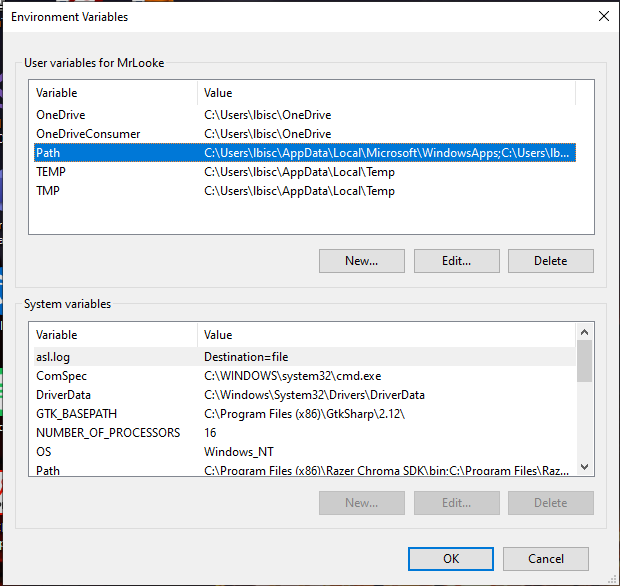 Environment Variables
User variables for MrLooke
Variable Value
OneDrive C:\Users\lbisc\OneDrive
OneDriveConsumer C:\Users\lbisc\OneDrive
Path C:\Users\lbisc\AppData\Local\Microsoft\WindowsApps;C:\Users\lb...
TEMP C:\Users\lbisc\AppData\Local\Temp
TMP C:\Users\lbisc\AppData\Local\Temp
New... Edit... Delete
System variables
Variable Value
asl.log Destination=file
ComSpec C:\WINDOWS\system32\cmd.exe
DriverData C:\Windows\System32\Drivers\DriverData
GTK_BASEPATH C:\Program Files (x86)\GtkSharp\2.12\
NUMBER_OF_PROCESSORS 16
OS Windows_NT
Path C:\Program Files (x86)\Razer Chroma SDK\bin;C:\Program Files\Raz...
New... Edit... Delete
OK Cancel